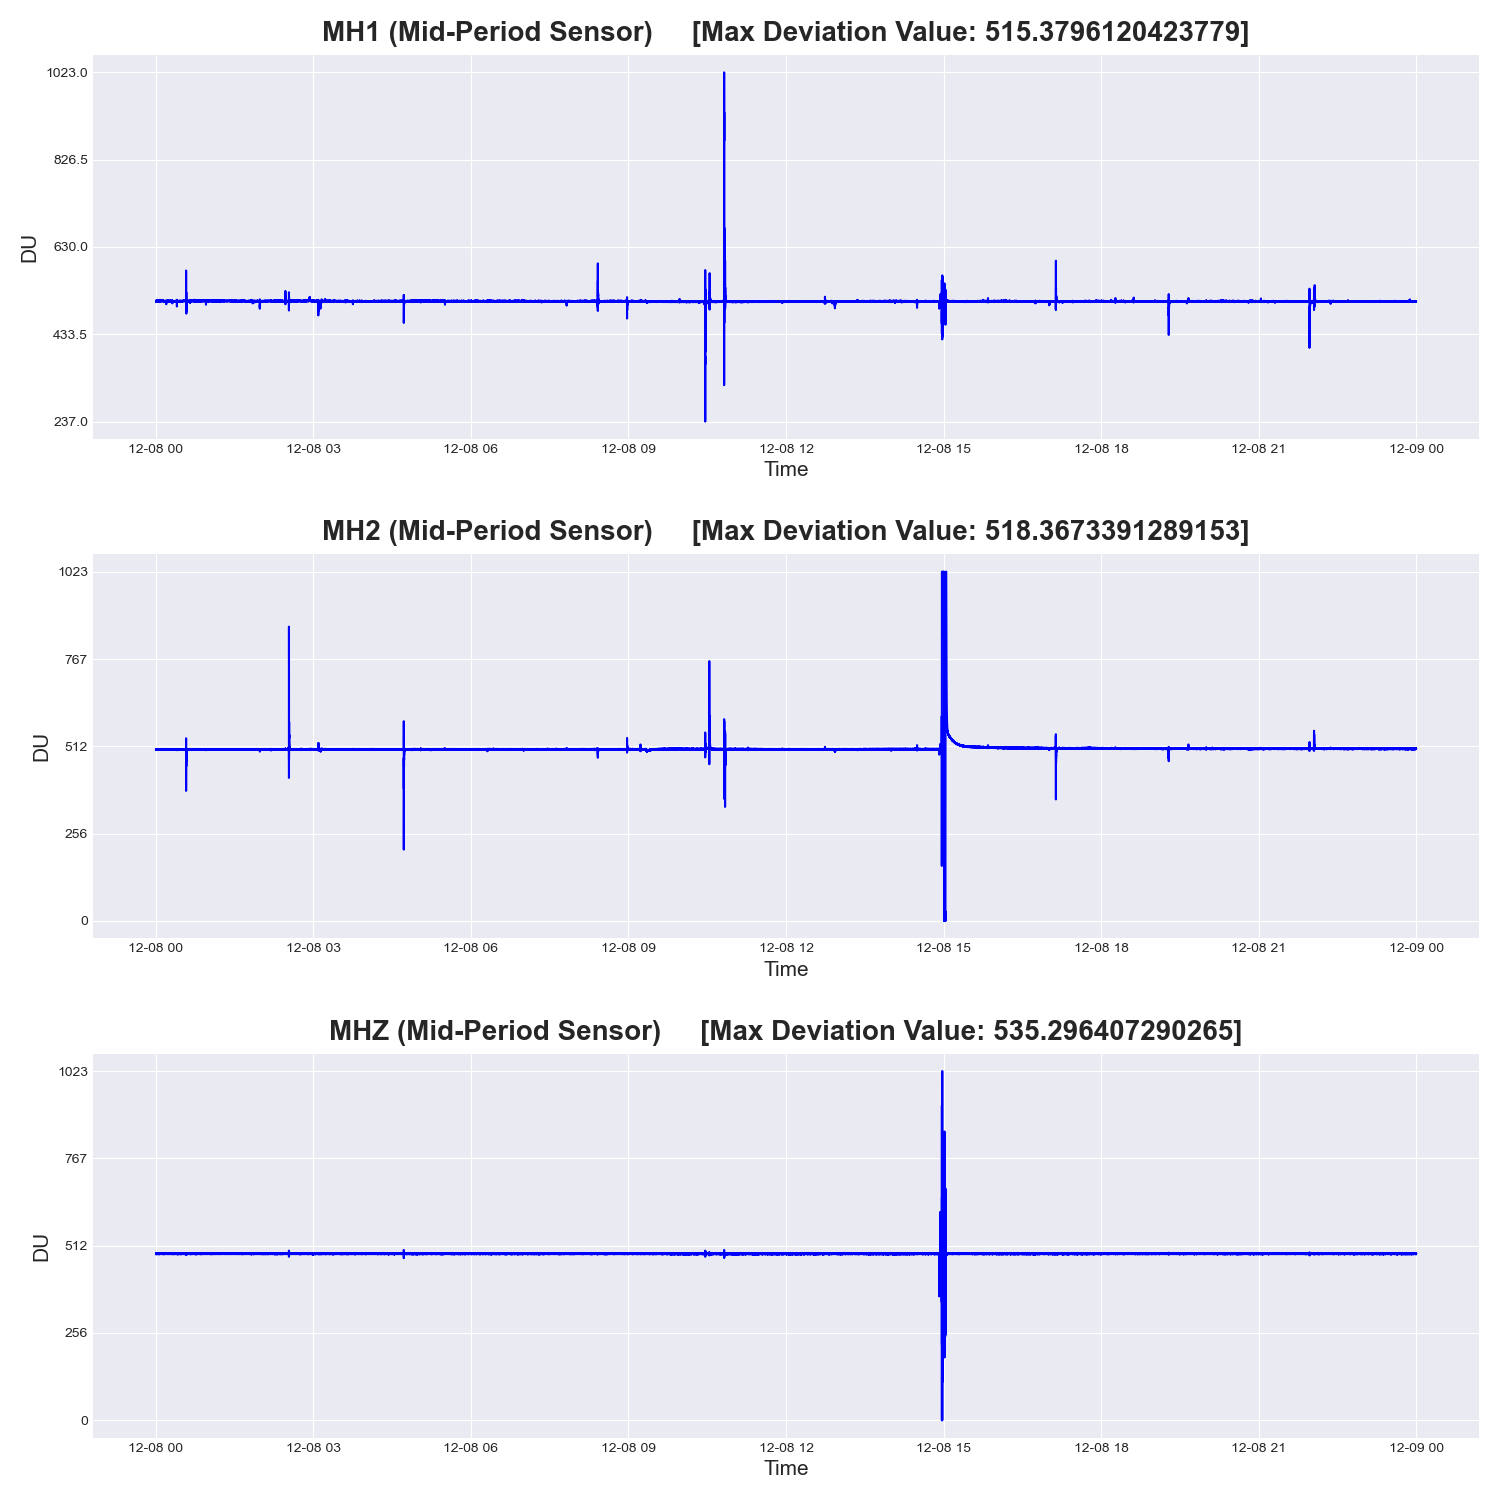 MH1 (Mid-Period Sensor) [Max Deviation Value: 515.3796120423779]
1023.0
826.5
630.0
433.5
237.0
DU
12-08 00 12-08 03 12-08 06 12-08 09 12-08 12 12-08 15 12-08 18 12-08 21 12-09 00
Time
MH2 (Mid-Period Sensor) [Max Deviation Value: 518.3673391289153]
1023
767
512
256
0
DU
12-08 00 12-08 03 12-08 06 12-08 09 12-08 12 12-08 15 12-08 18 12-08 21 12-09 00
Time
MHZ (Mid-Period Sensor) [Max Deviation Value: 535.296407290265]
1023
767
512
256
0
DU
12-08 00 12-08 03 12-08 06 12-08 09 12-08 12 12-08 15 12-08 18 12-08 21 12-09 00
Time